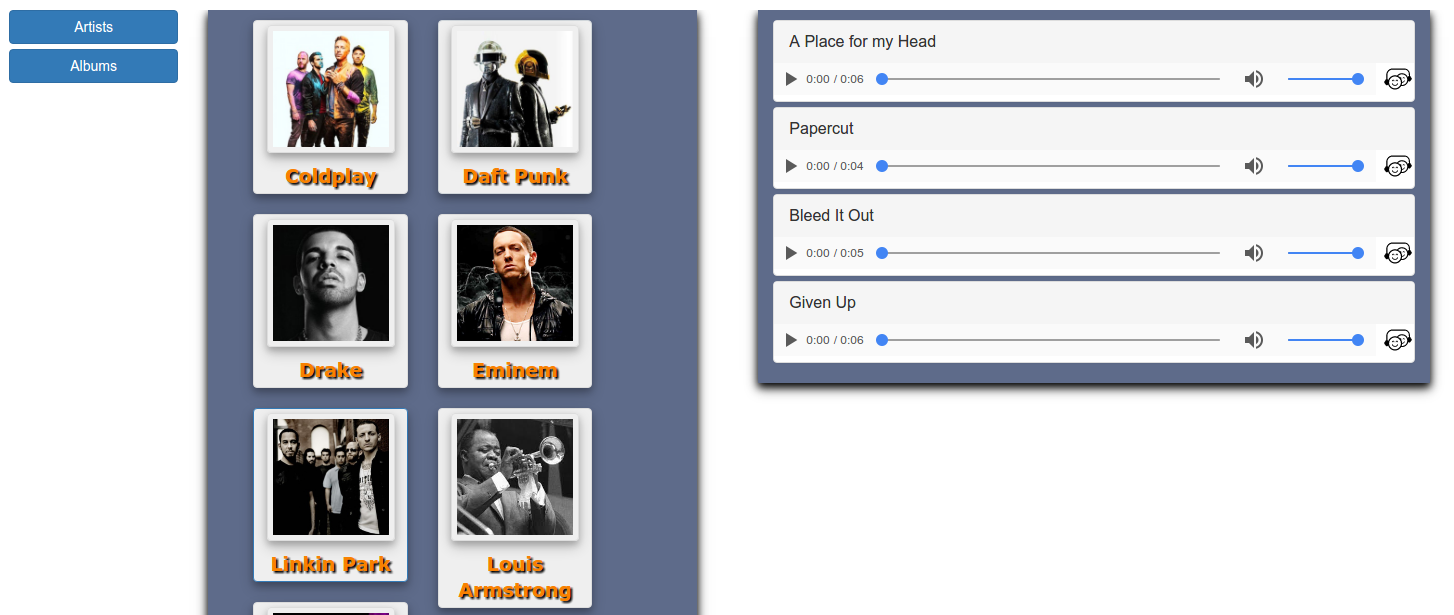 Artists
Albums
Coldplay
Daft Punk
Drake
Eminem
Linkin Park
Louis
Armstrong
A Place for my Head
0:00 / 0:06
Papercut
0:00 / 0:04
Bleed It Out
0:00 / 0:05
Given Up
0:00 / 0:06